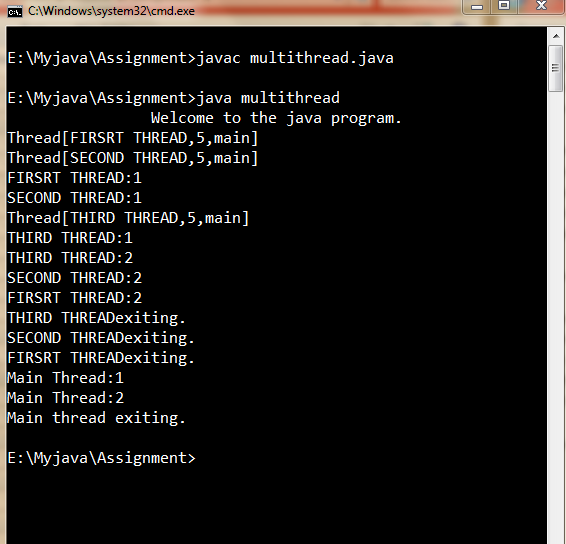 C:\Windows\system32\cmd.exe
E:\Myjava\Assignment>javac multithread.java
E:\Myjava\Assignment>java multithread
Welcome to the java program.
Thread[FIRSRT THREAD,5,main]
Thread[SECOND THREAD,5,main]
FIRSRT THREAD:1
SECOND THREAD:1
Thread[THIRD THREAD,5,main]
THIRD THREAD:1
THIRD THREAD:2
SECOND THREAD:2
FIRSRT THREAD:2
THIRD THREADexiting.
SECOND THREADexiting.
FIRSRT THREADexiting.
Main Thread:1
Main Thread:2
Main thread exiting.
E:\Myjava\Assignment>